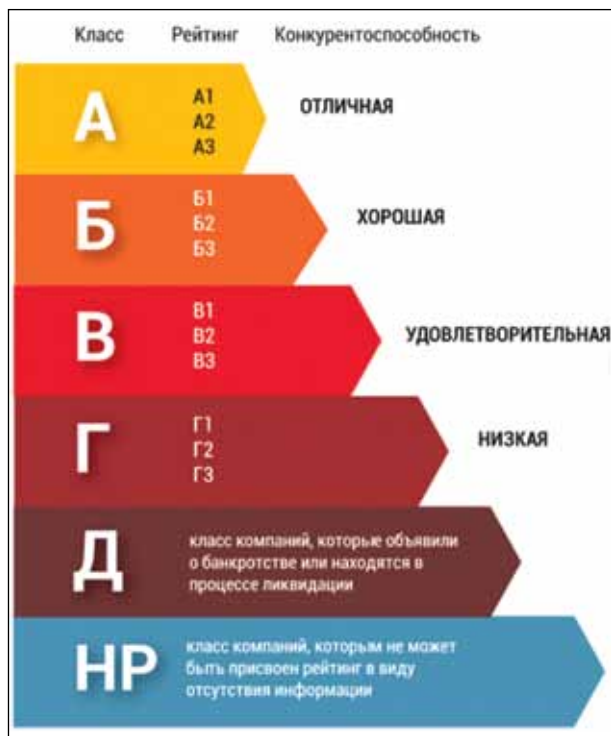 Класс Рейтинг Конкурентоспособность
А
А1
А2
А3
ОТЛИЧНАЯ
Б
Б1
Б2
Б3
ХОРОШАЯ
В
В1
В2
В3
УДОВЛЕТВОРИТЕЛЬНАЯ
Г
Г1
Г2
Г3
НИЗКАЯ
Д
класс компаний, которые объявили
о банкротстве или находятся в
процессе ликвидации
НР
класс компаний, которым не может
быть присвоен рейтинг в виду
отсутствия информации